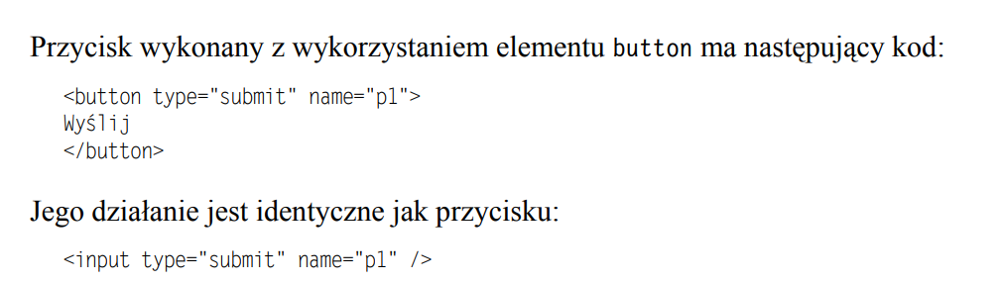 Przycisk wykonany z wykorzystaniem elementu button ma następujący kod:
<button type="submit" name="p1">
Wyślij
</button>
Jego działanie jest identyczne jak przycisku:
<input type="submit" name="p1" />